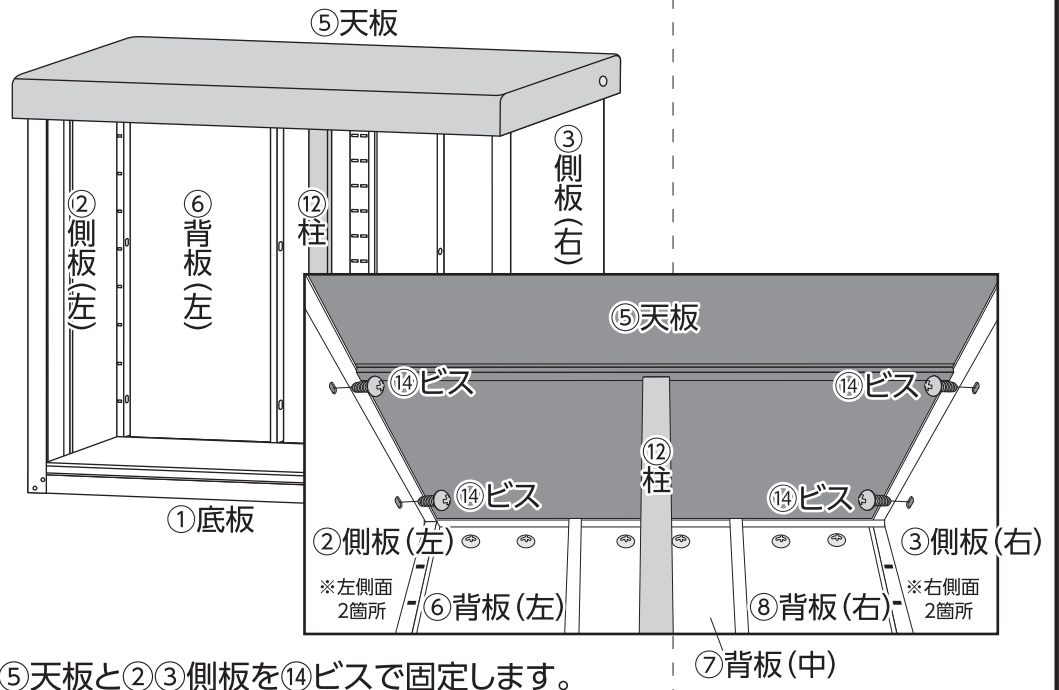 ⑤天板
③側板(右)
②側板(左)
⑥背板(左)
⑫柱
⑤天板
⑭ビス
⑭ビス
⑫柱
⑭ビス
⑭ビス
①底板
②側板(左)
③側板(右)
※左側面
2箇所
⑥背板(左)
⑧背板(右)
※右側面
2箇所
⑦背板(中)
⑤天板と②③側板を⑭ビスで固定します。